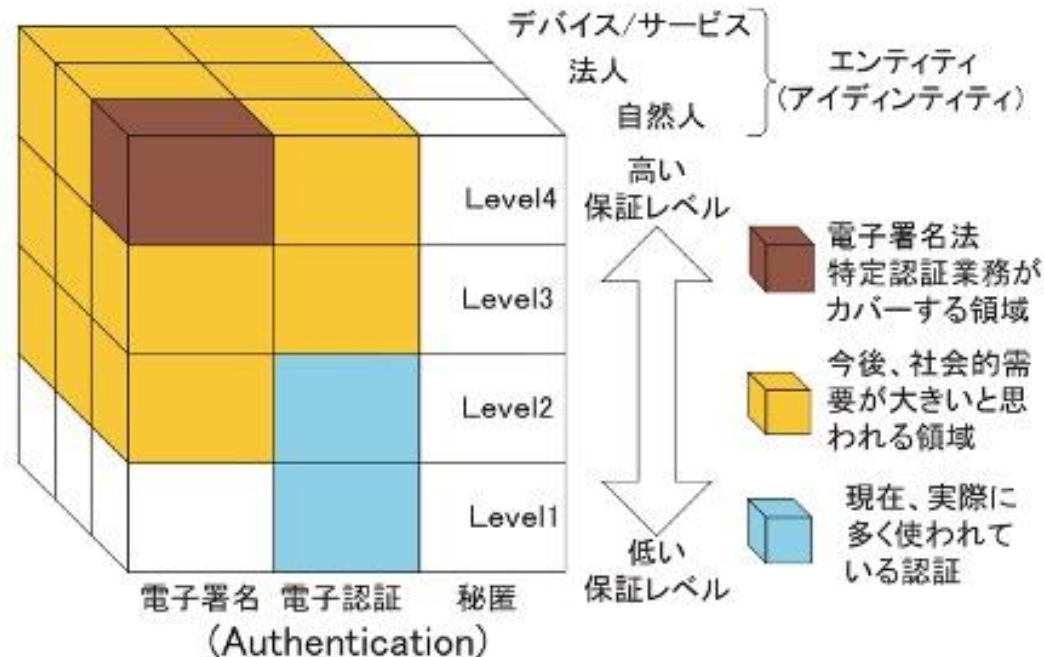 デバイス/サービス
法人
自然人
エンティティ
(アイディンティティ)
高い
保証レベル
Level4
Level3
Level2
Level1
低い
保証レベル
電子署名法
特定認証業務が
カバーする領域
今後、社会的需
要が大きいと思
われる領域
現在、実際に
多く使われて
いる認証
電子署名 電子認証 秘匿
(Authentication)